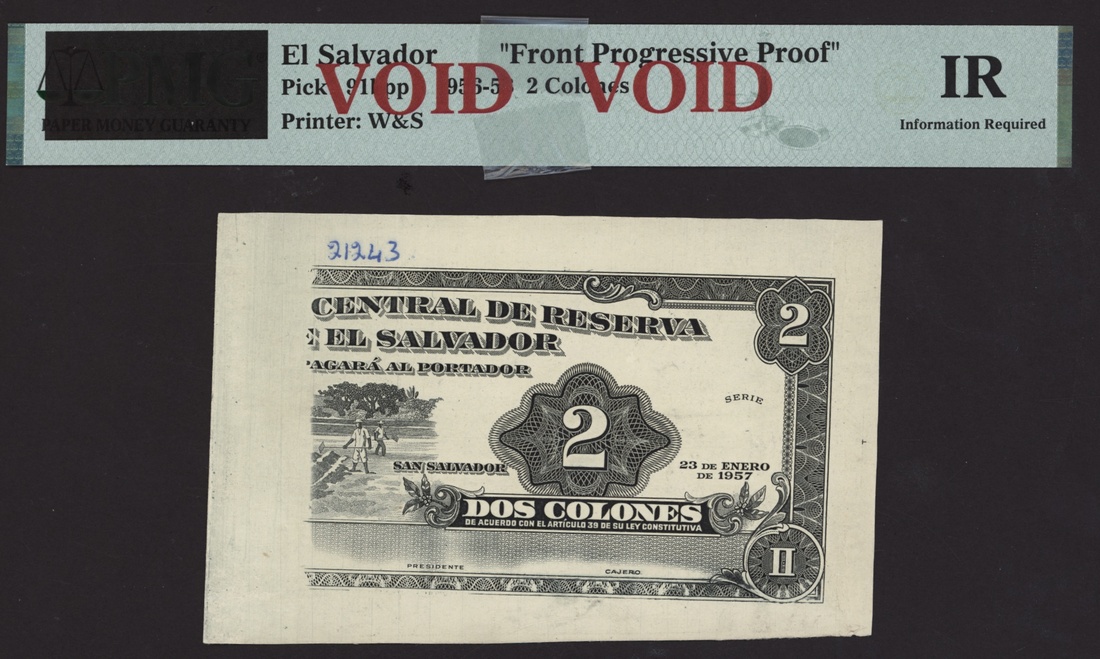 El Salvador "Front Progressive Proof"
Pick 2 Colones
VOID VOID
Printer: W&S
PMG
PAPER MONEY GUARANTY
IR
Information Required
21243
CENTRAL DE RESERVA
EL SALVADOR
PAGARÁ AL PORTADOR
2
2
SERIE
SAN SALVADOR
23 DE ENERO
DE 1957
DOS COLONES
DE ACUERDO CON EL ARTÍCULO 39 DE SU LEY CONSTITUTIVA
PRESIDENTE
CAJERO
II